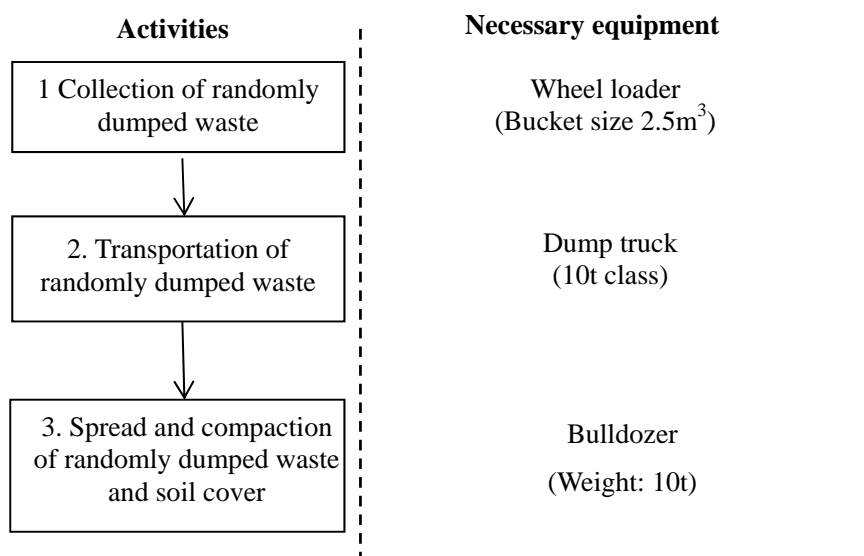 Activities
Necessary equipment
1 Collection of randomly
dumped waste
Wheel loader
(Bucket size 2.5m³)
2. Transportation of
randomly dumped waste
Dump truck
(10t class)
3. Spread and compaction
of randomly dumped waste
and soil cover
Bulldozer
(Weight: 10t)